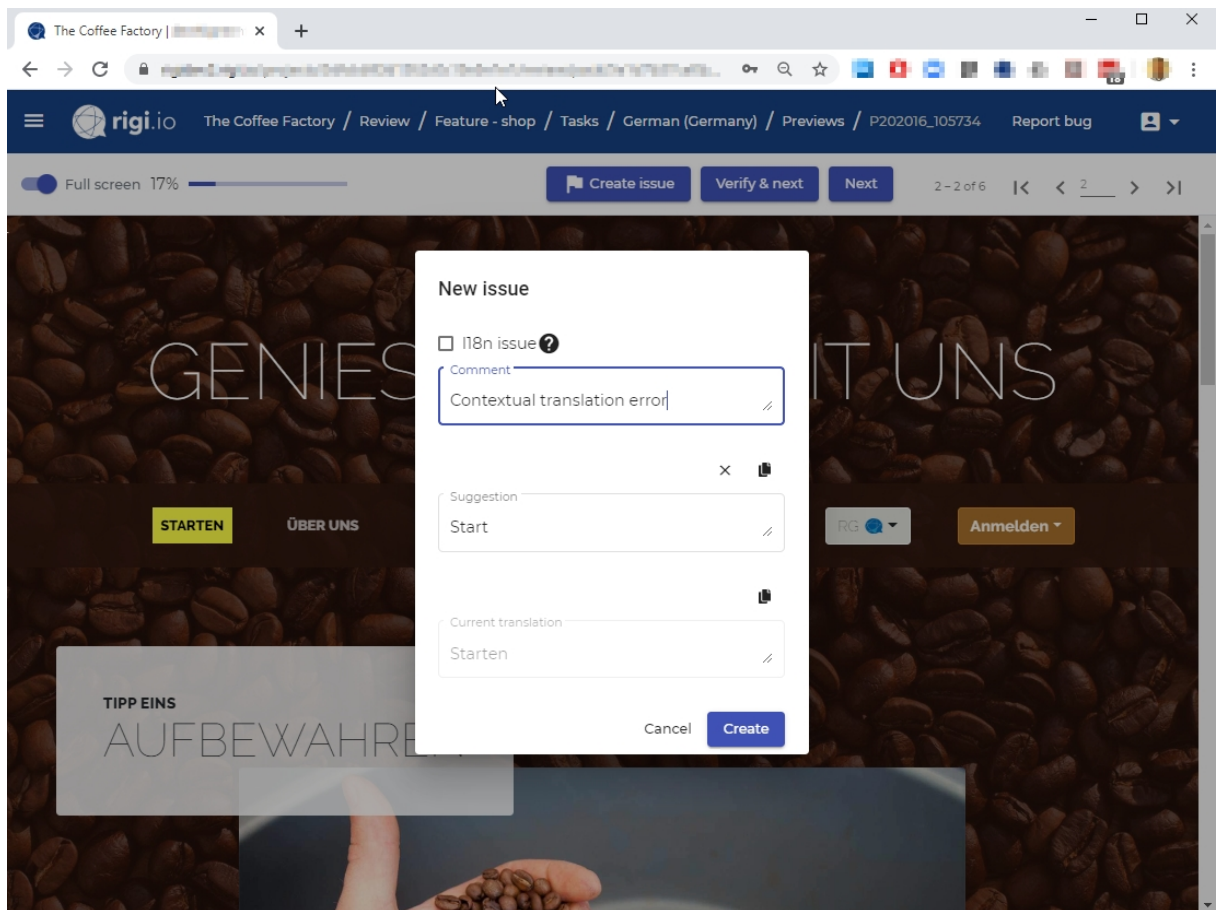 The Coffee Factory |
rigi.io The Coffee Factory / Review / Feature - shop / Tasks / German (Germany) / Previews / P202016_105734 Report bug
Full screen 17% Create issue Verify & next Next 2 – 2 of 6 2
New issue
I18n issue
Comment
GENIES IT UNS
Contextual translation error
Suggestion
STARTEN ÜBER UNS Start RG Anmelden
Current translation
Starten
TIPP EINS
Cancel Create
AUFBEWAHRE